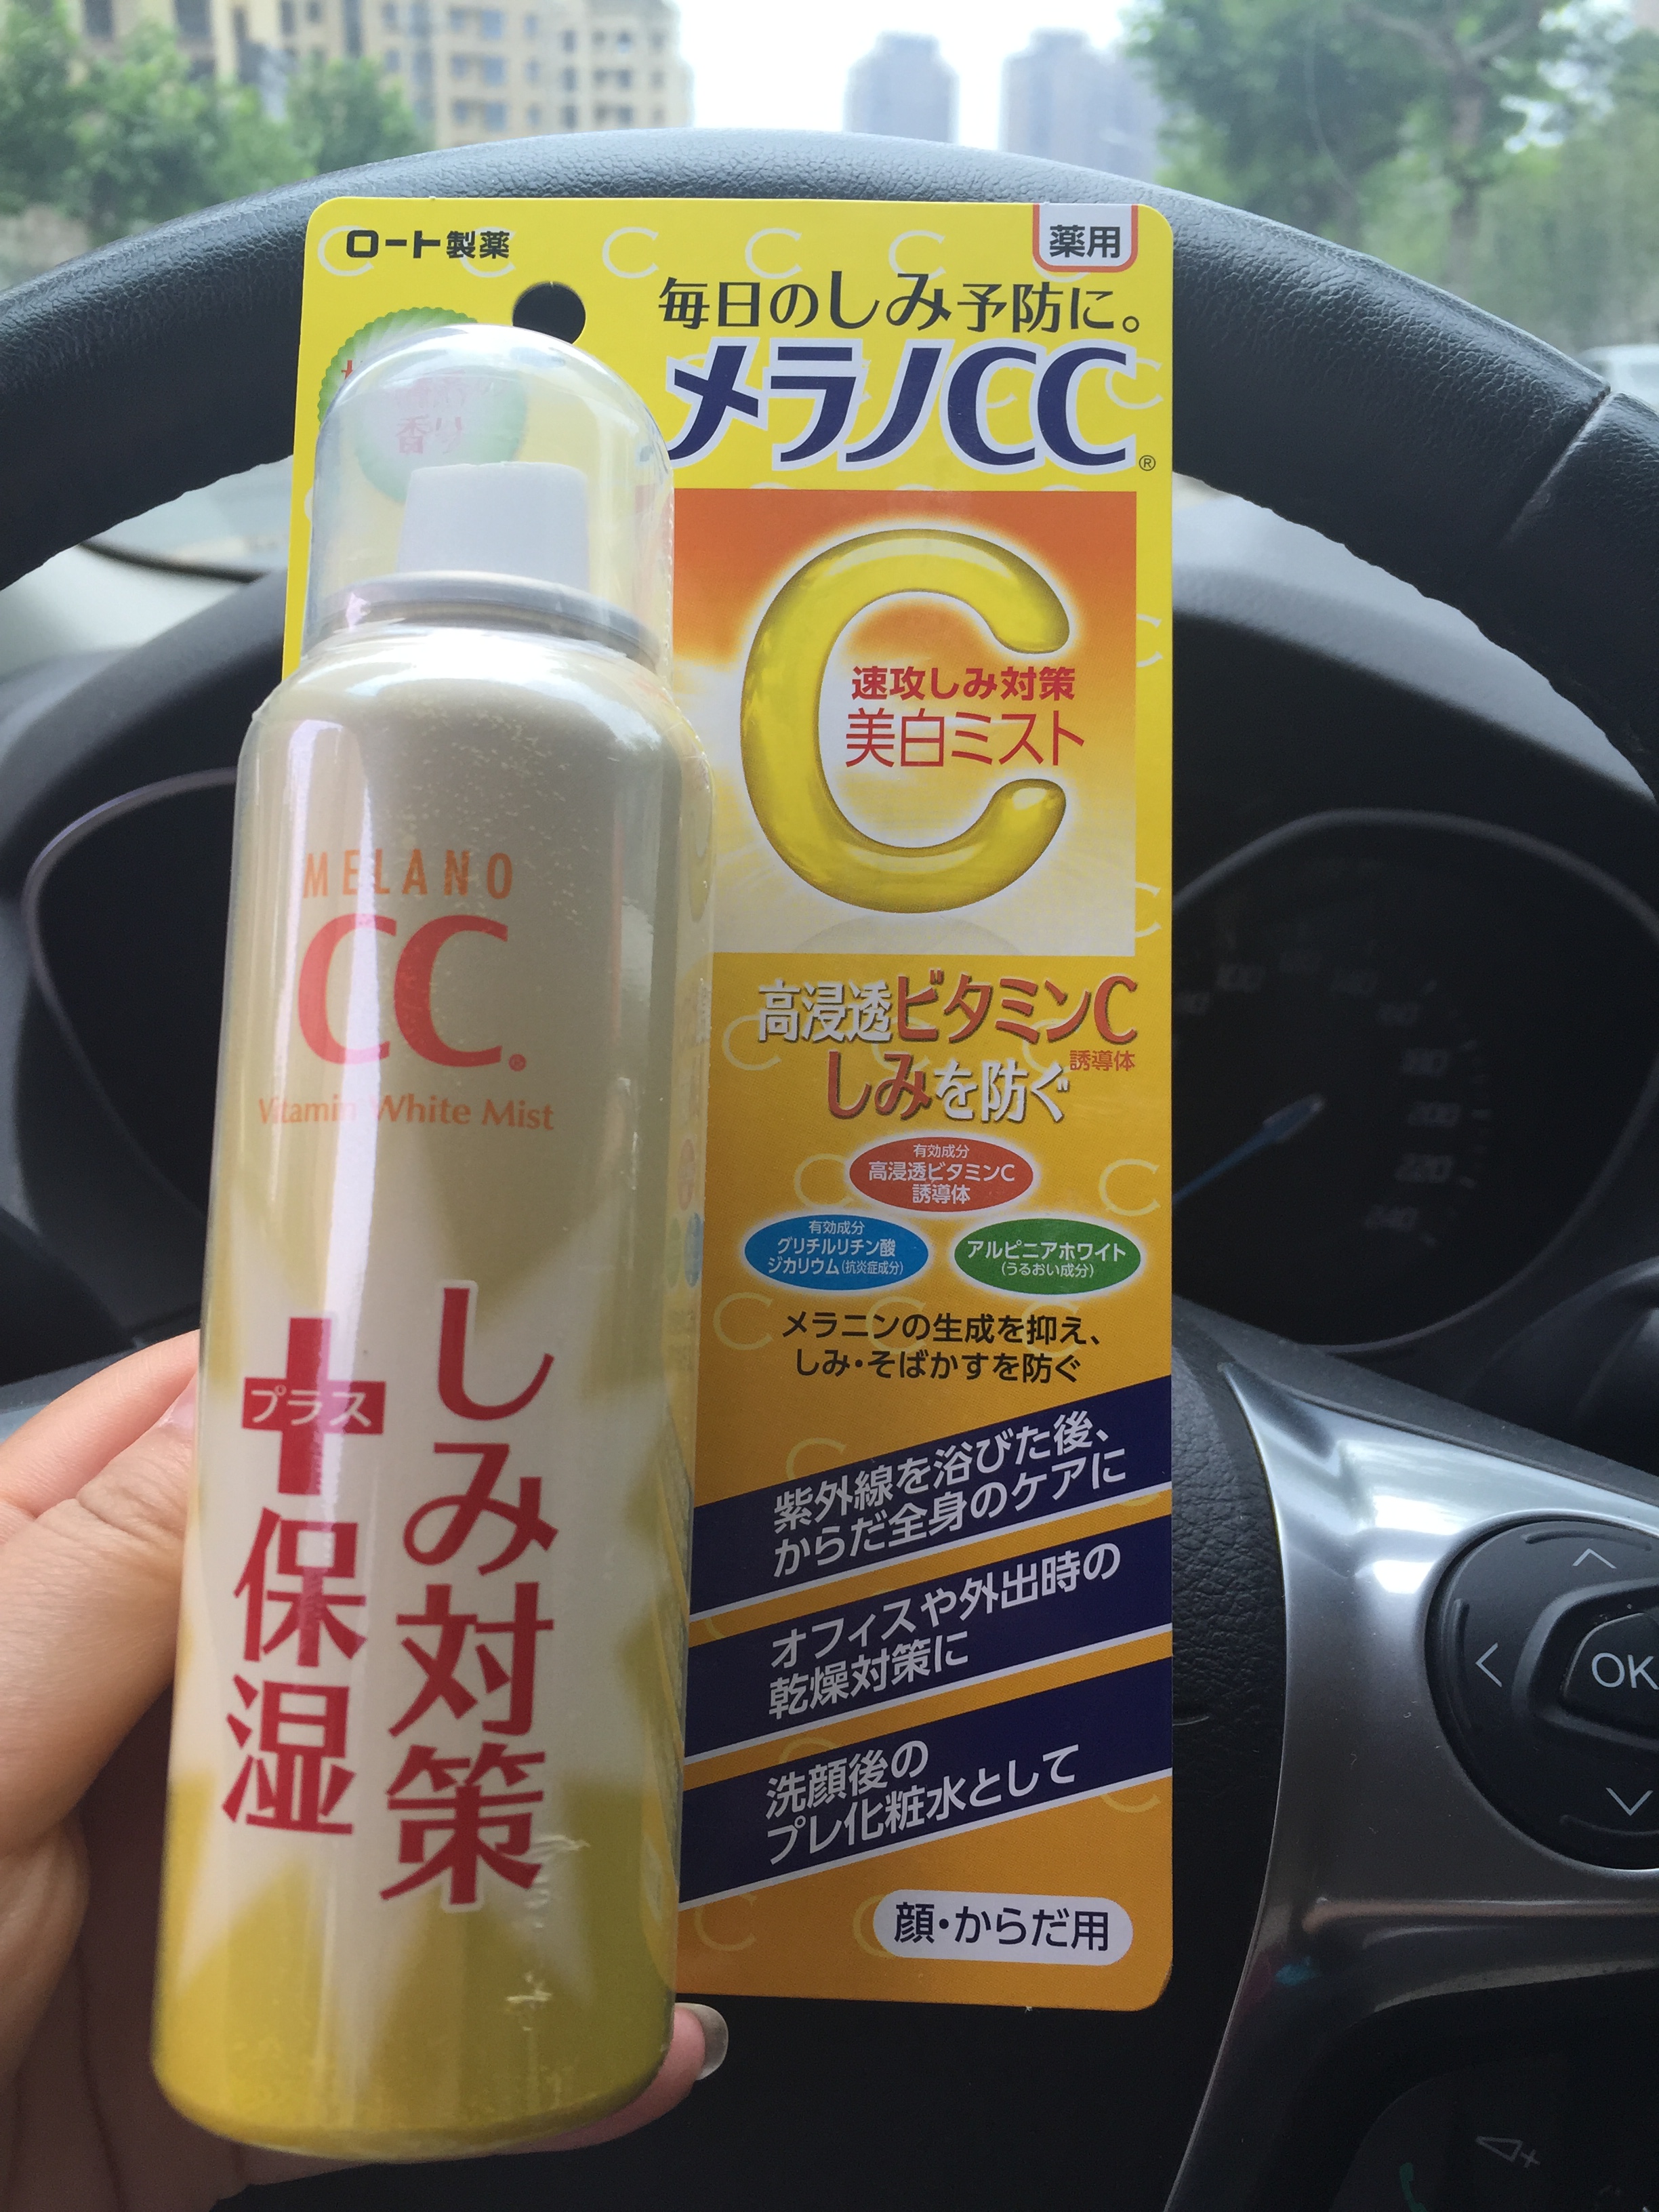 ロート製薬
薬用
毎日のしみ予防に。
メラノCC®
香り
速攻しみ対策
美白ミスト
MELANO
CC®
Vitamin White Mist
しみ対策
プラス
保湿
高浸透ビタミンC
誘導体
しみを防ぐ
有効成分
高浸透ビタミンC
誘導体
有効成分
グリチルリチン酸
ジカリウム(抗炎症成分)
アルピニアホワイト
(うるおい成分)
メラニンの生成を抑え、
しみ・そばかすを防ぐ
紫外線を浴びた後、
からだ全身のケアに
オフィスや外出時の
乾燥対策に
洗顔後の
プレ化粧水として
顔・からだ用
OK